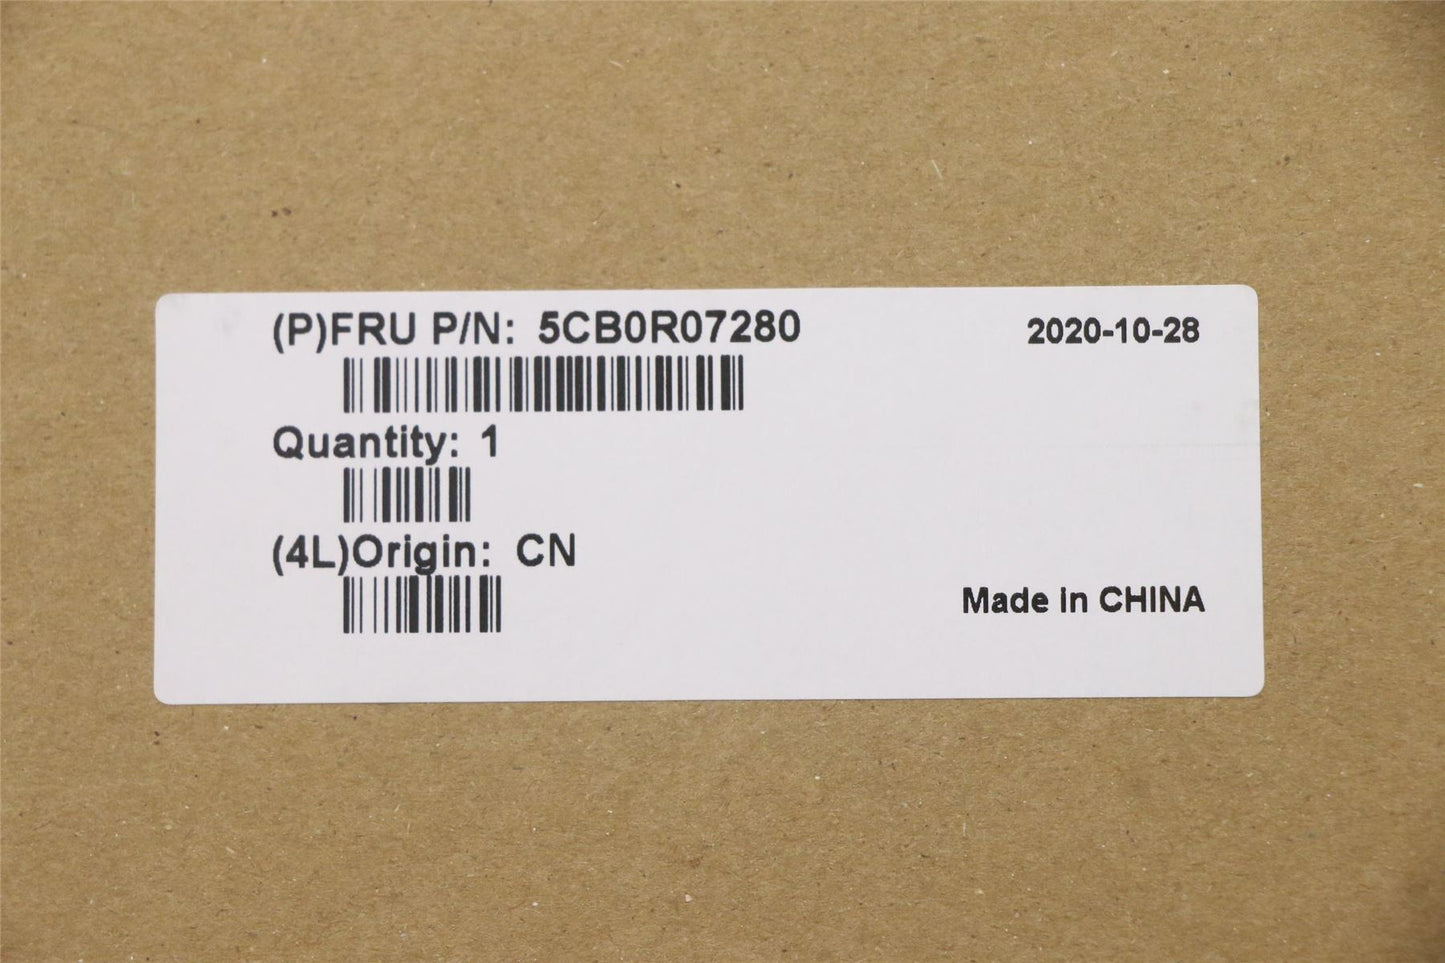 (P)FRU P/N: 5CB0R07280
2020-10-28
Quantity: 1
(4L)Origin: CN
Made in CHINA